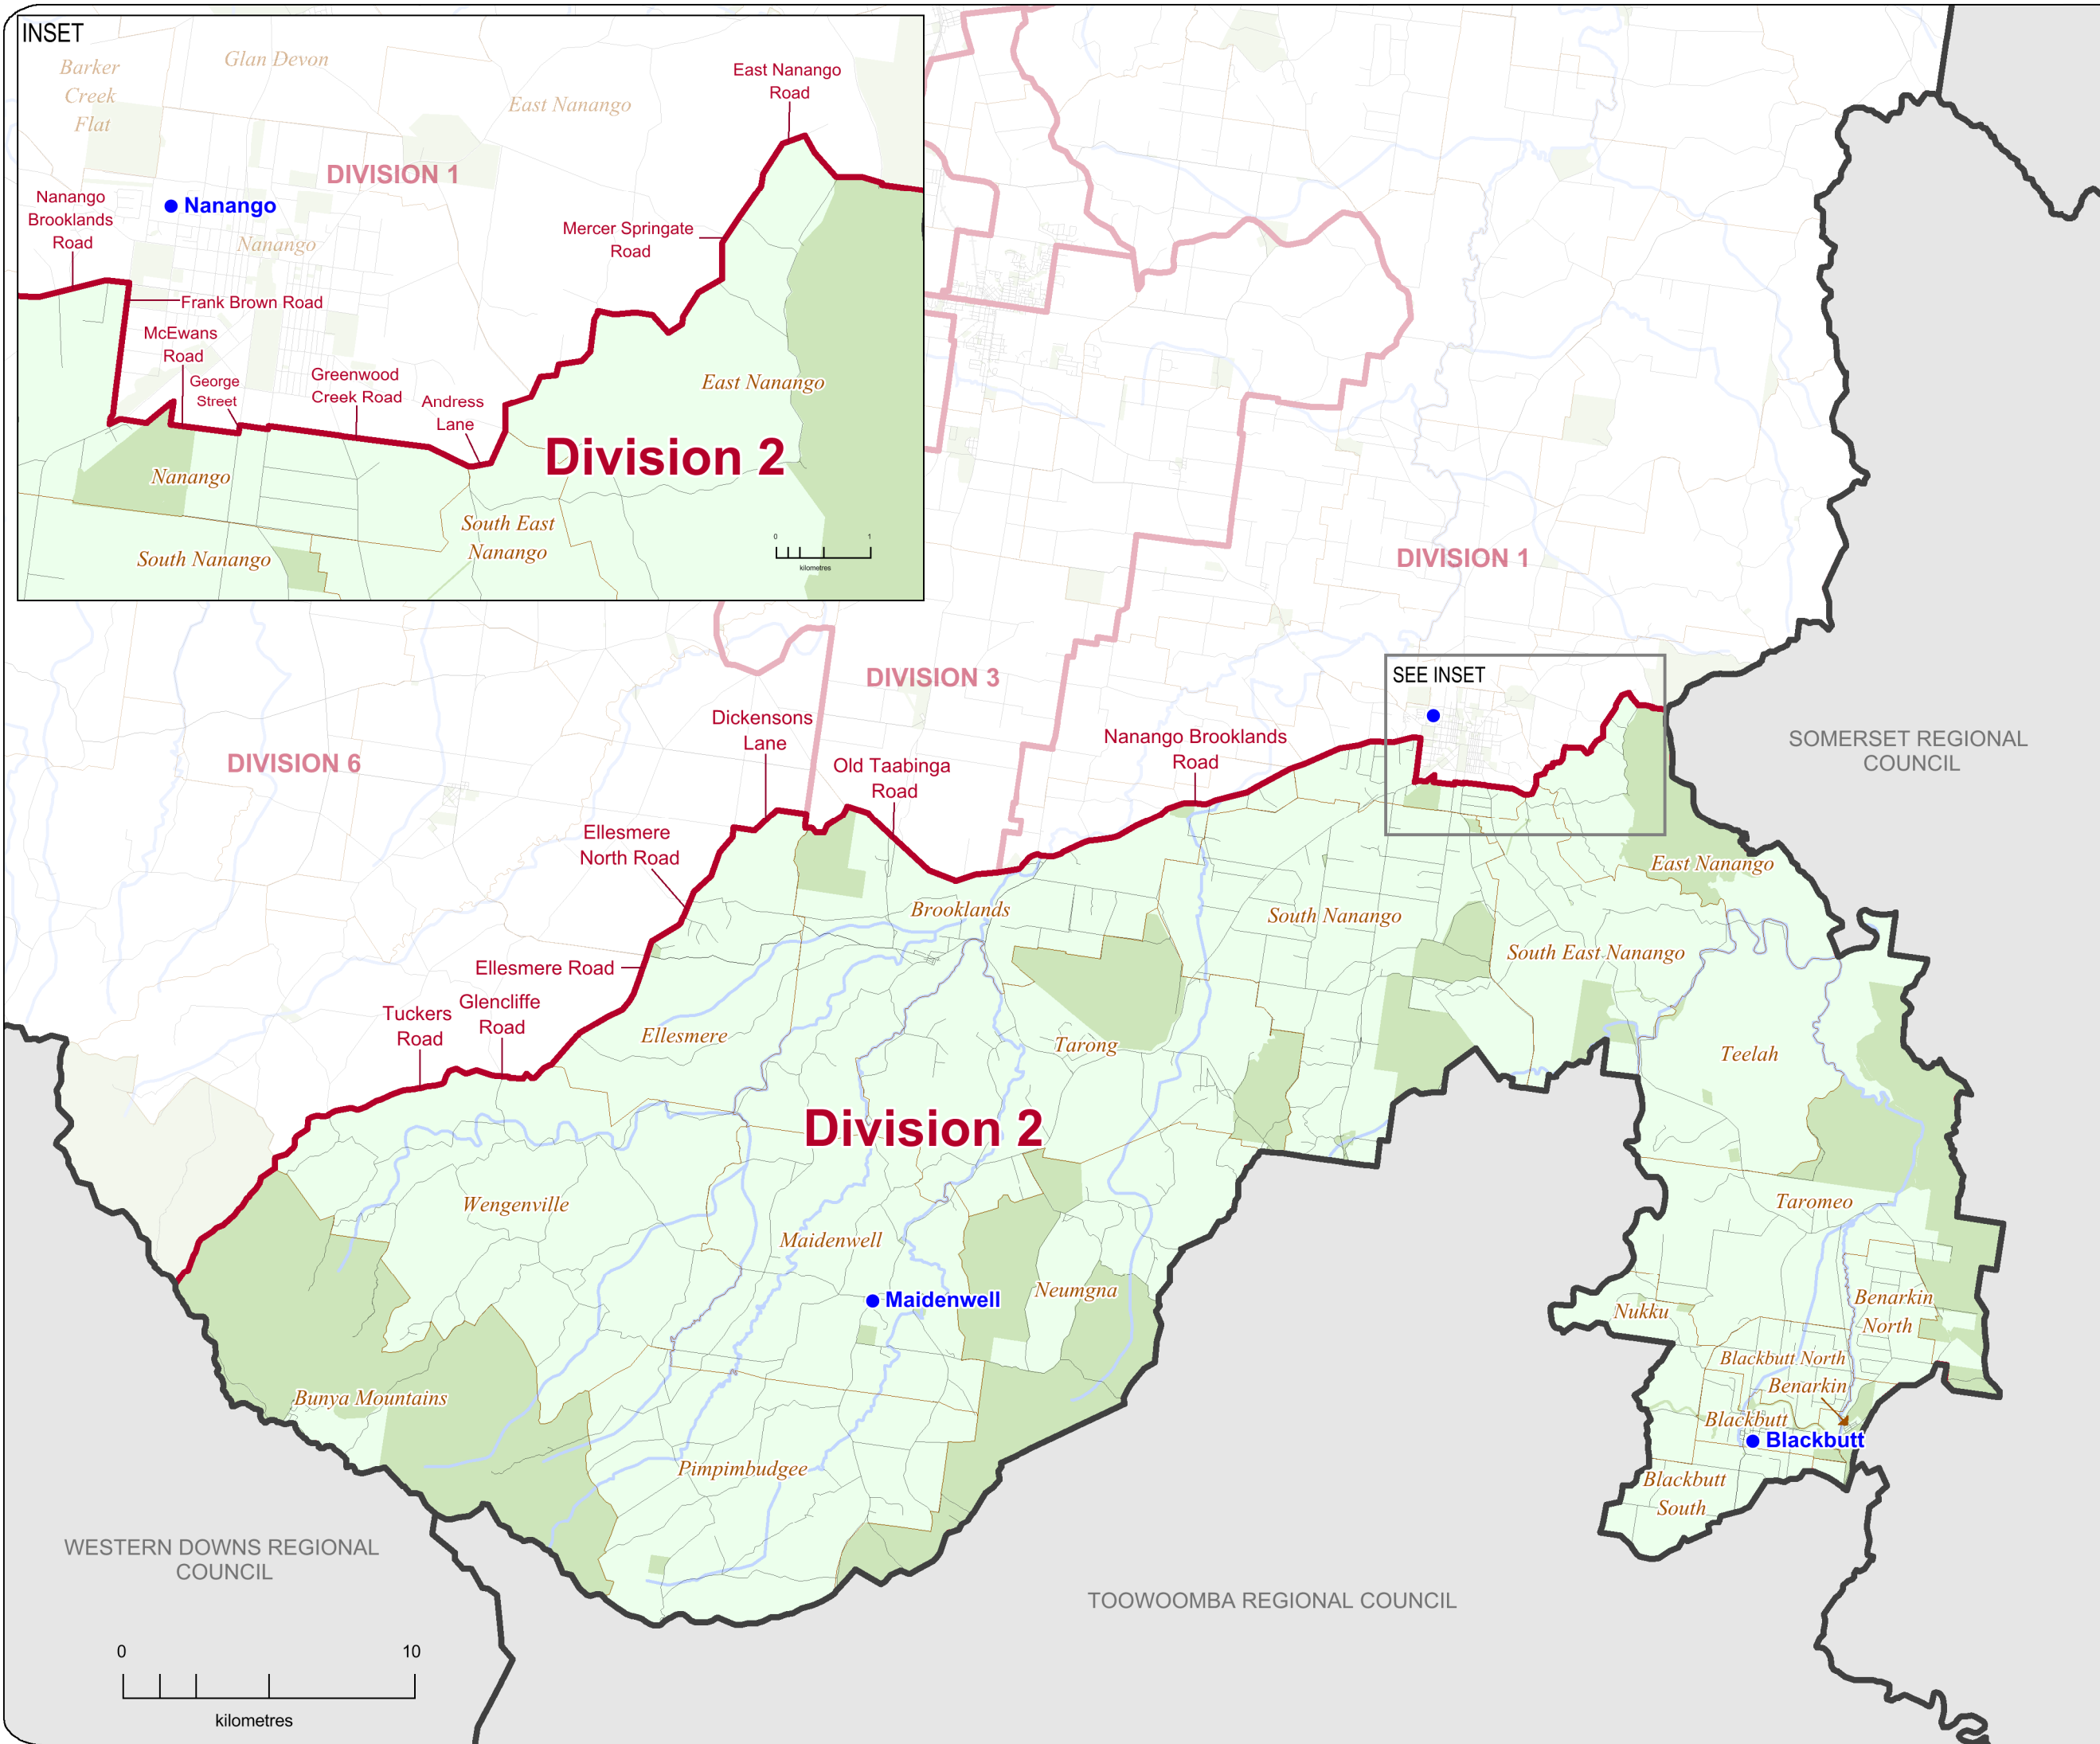 INSET
Barker
Creek
Flat
Glan Devon
East Nanango
East Nanango
Road
DIVISION 1
Nanango
Brooklands
Road
Nanango
Nanango
Mercer Springate
Road
Frank Brown Road
McEwans
Road
George
Street
Greenwood
Creek Road
Andress
Lane
East Nanango
Division 2
Nanango
South East
Nanango
South Nanango
0 1
kilometres
DIVISION 1
SEE INSET
DIVISION 3
DIVISION 6
Dickensons
Lane
Old Taabinga
Road
Nanango Brooklands
Road
SOMERSET REGIONAL
COUNCIL
Ellesmere
North Road
East Nanango
Brooklands
South Nanango
South East Nanango
Ellesmere Road
Tuckers
Road
Glencliffe
Road
Ellesmere
Tarong
Teelah
Division 2
Wengenville
Taromeo
Maidenwell
Maidenwell
Neumgna
Nukku
Benarkin
North
Blackbutt North
Benarkin
Bunya Mountains
Blackbutt
Blackbutt
Pimpimbudgee
Blackbutt
South
WESTERN DOWNS REGIONAL
COUNCIL
TOOWOOMBA REGIONAL COUNCIL
0 10
kilometres